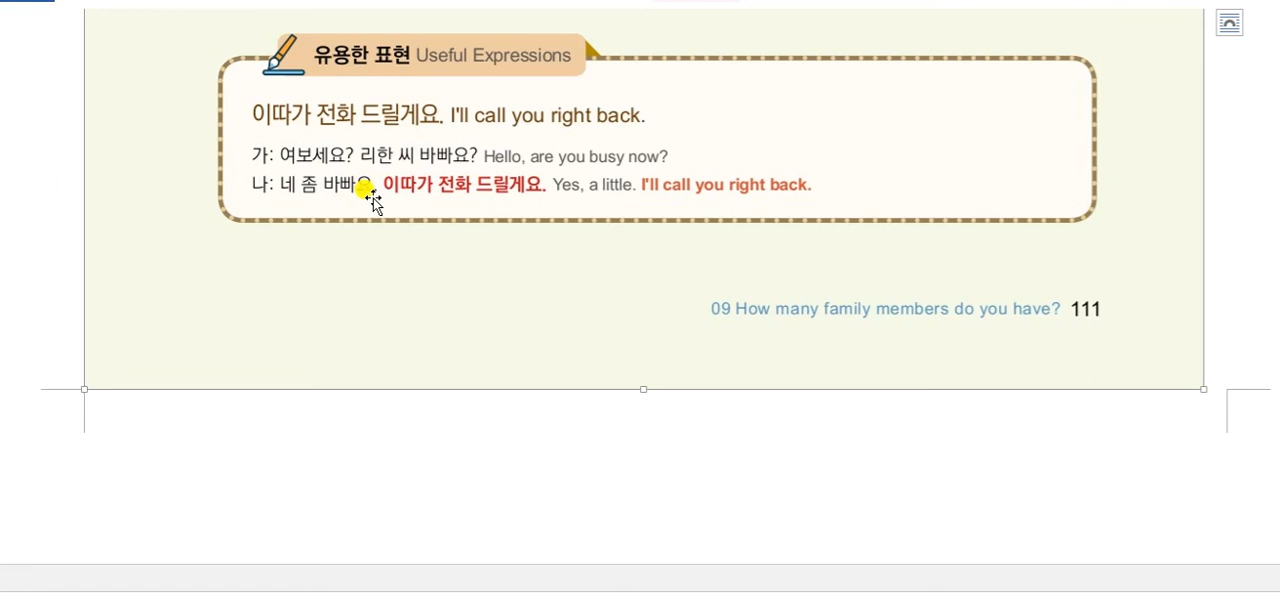 유용한 표현 Useful Expressions
이따가 전화 드릴게요. I'll call you right back.
가: 여보세요? 리한 씨 바빠요? Hello, are you busy now?
나: 네 좀 바빠요. 이따가 전화 드릴게요. Yes, a little. I'll call you right back.
09 How many family members do you have? 111